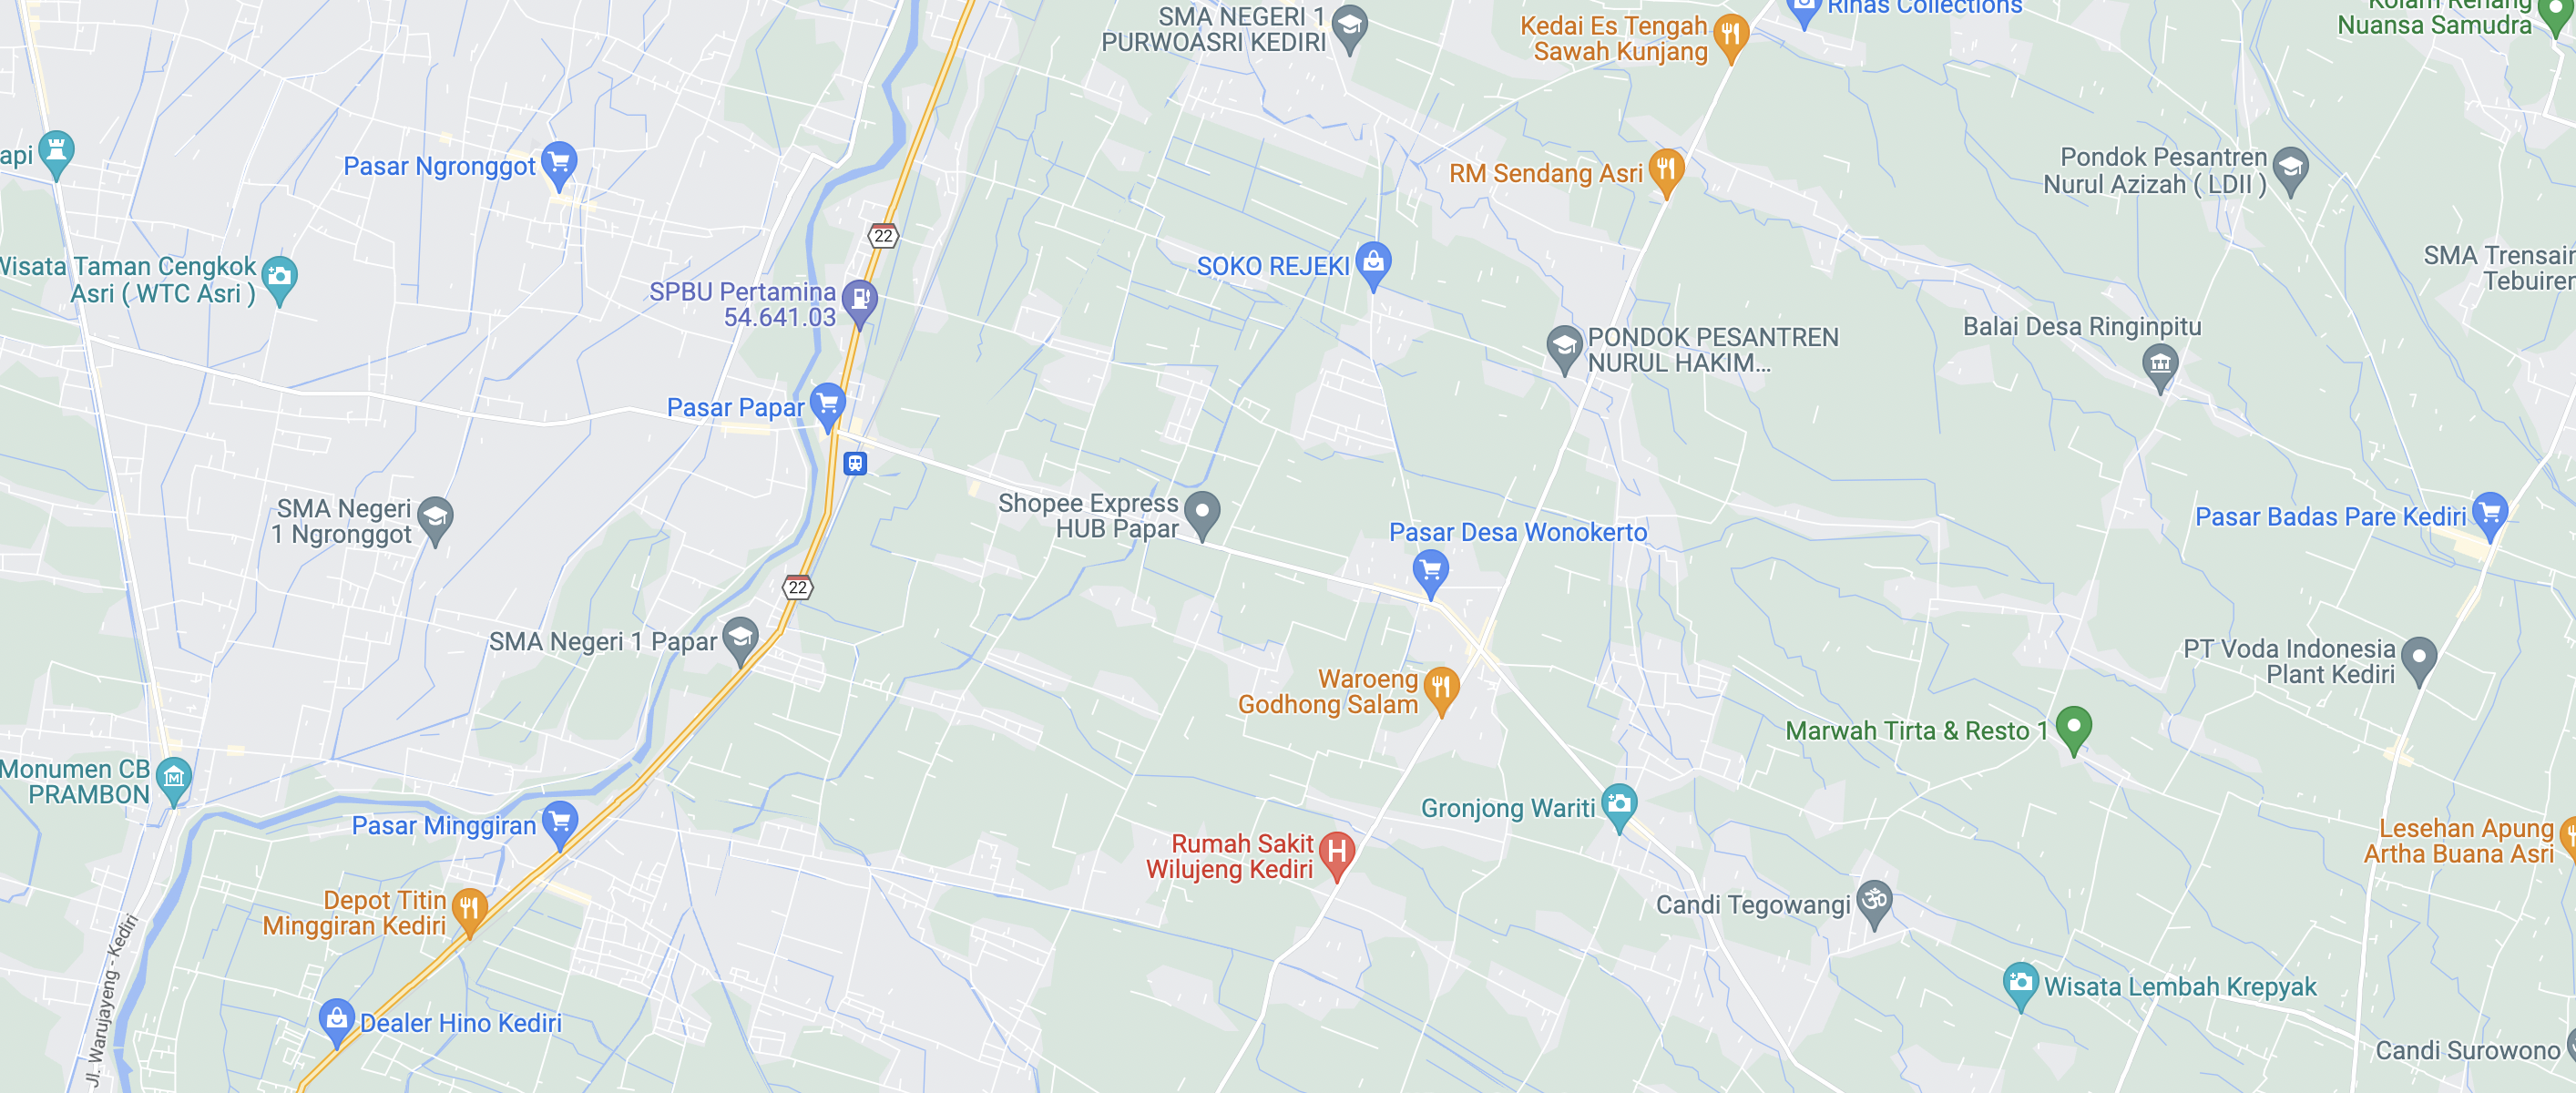 SMA NEGERI 1
PURWOASRI KEDIRI
Kedai Es Tengah
Sawah Kunjang
Rinas Collections
Kolam Renang
Nuansa Samudra
api
Pasar Ngronggot
RM Sendang Asri
Pondok Pesantren
Nurul Azizah ( LDII )
22
Wisata Taman Cengkok
Asri ( WTC Asri )
SPBU Pertamina
54.641.03
SOKO REJEKI
SMA Trensain
Tebuiren
PONDOK PESANTREN
NURUL HAKIM...
Balai Desa Ringinpitu
Pasar Papar
SMA Negeri
1 Ngronggot
Shopee Express
HUB Papar
Pasar Desa Wonokerto
Pasar Badas Pare Kediri
22
SMA Negeri 1 Papar
Waroeng
Godhong Salam
PT Voda Indonesia
Plant Kediri
Marwah Tirta & Resto 1
Monumen CB
PRAMBON
M
Pasar Minggiran
Gronjong Wariti
Rumah Sakit
Wilujeng Kediri
H
Lesehan Apung
Artha Buana Asri
Depot Titin
Minggiran Kediri
Candi Tegowangi
ॐ
Jl. Warujayeng - Kediri
Wisata Lembah Krepyak
Dealer Hino Kediri
Candi Surowono